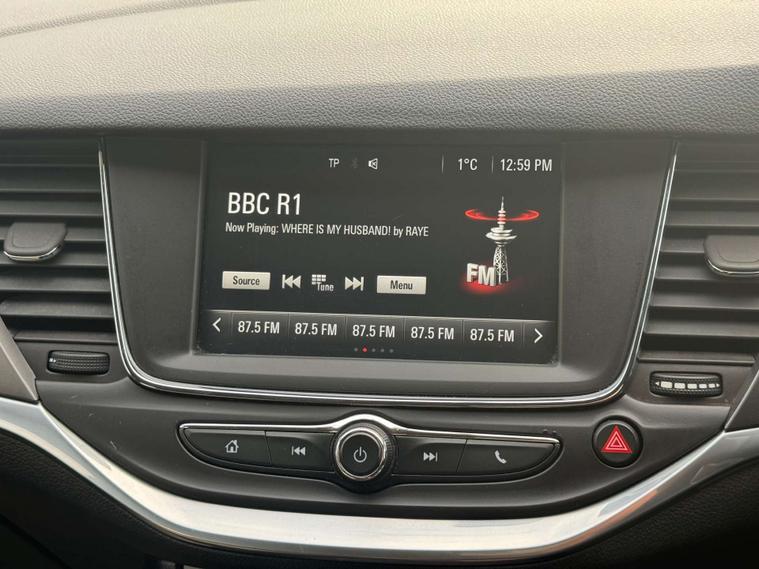 TP 1°C 12:59 PM
BBC R1
Now Playing: WHERE IS MY HUSBAND! by RAYE
FM
Source Tune Menu
87.5 FM 87.5 FM 87.5 FM 87.5 FM 87.5 FM